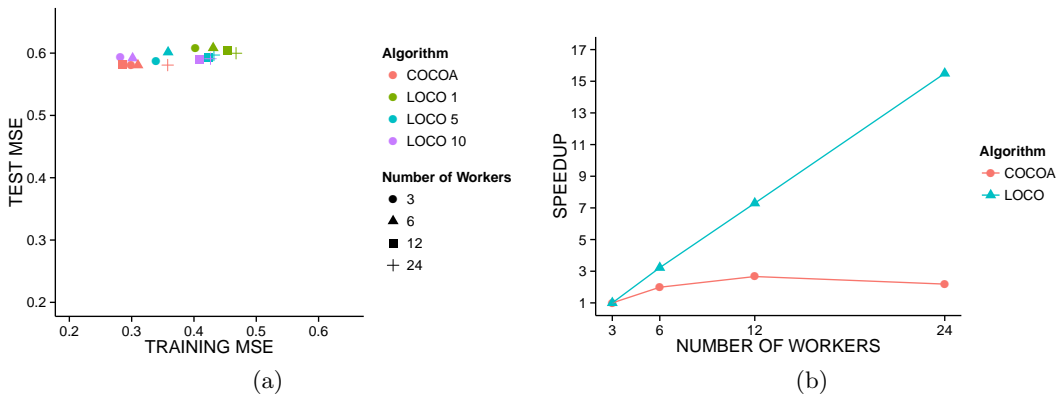 0.6
0.5
0.4
0.3
0.2
TEST MSE
0.2 0.3 0.4 0.5 0.6
TRAINING MSE
Algorithm
COCOA
LOCO 1
LOCO 5
LOCO 10
Number of Workers
3
6
12
24
(a)
17
15
13
11
9
7
5
3
1
SPEEDUP
3 6 12 24
NUMBER OF WORKERS
Algorithm
COCOA
LOCO
(b)